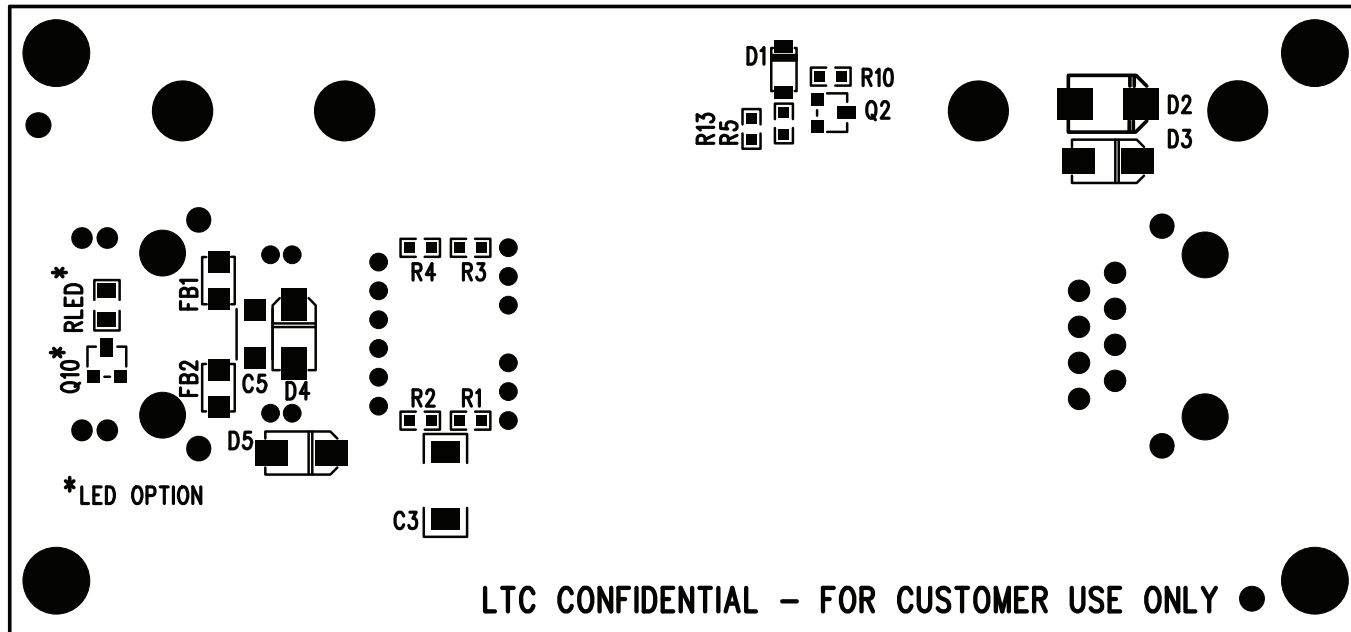 D1
R10
Q2
D2
D3
R13
R5
R4
R3
RLED*
FB1
Q10*
FB2
C5
D4
R2
R1
D5
*LED OPTION
C3
LTC CONFIDENTIAL – FOR CUSTOMER USE ONLY